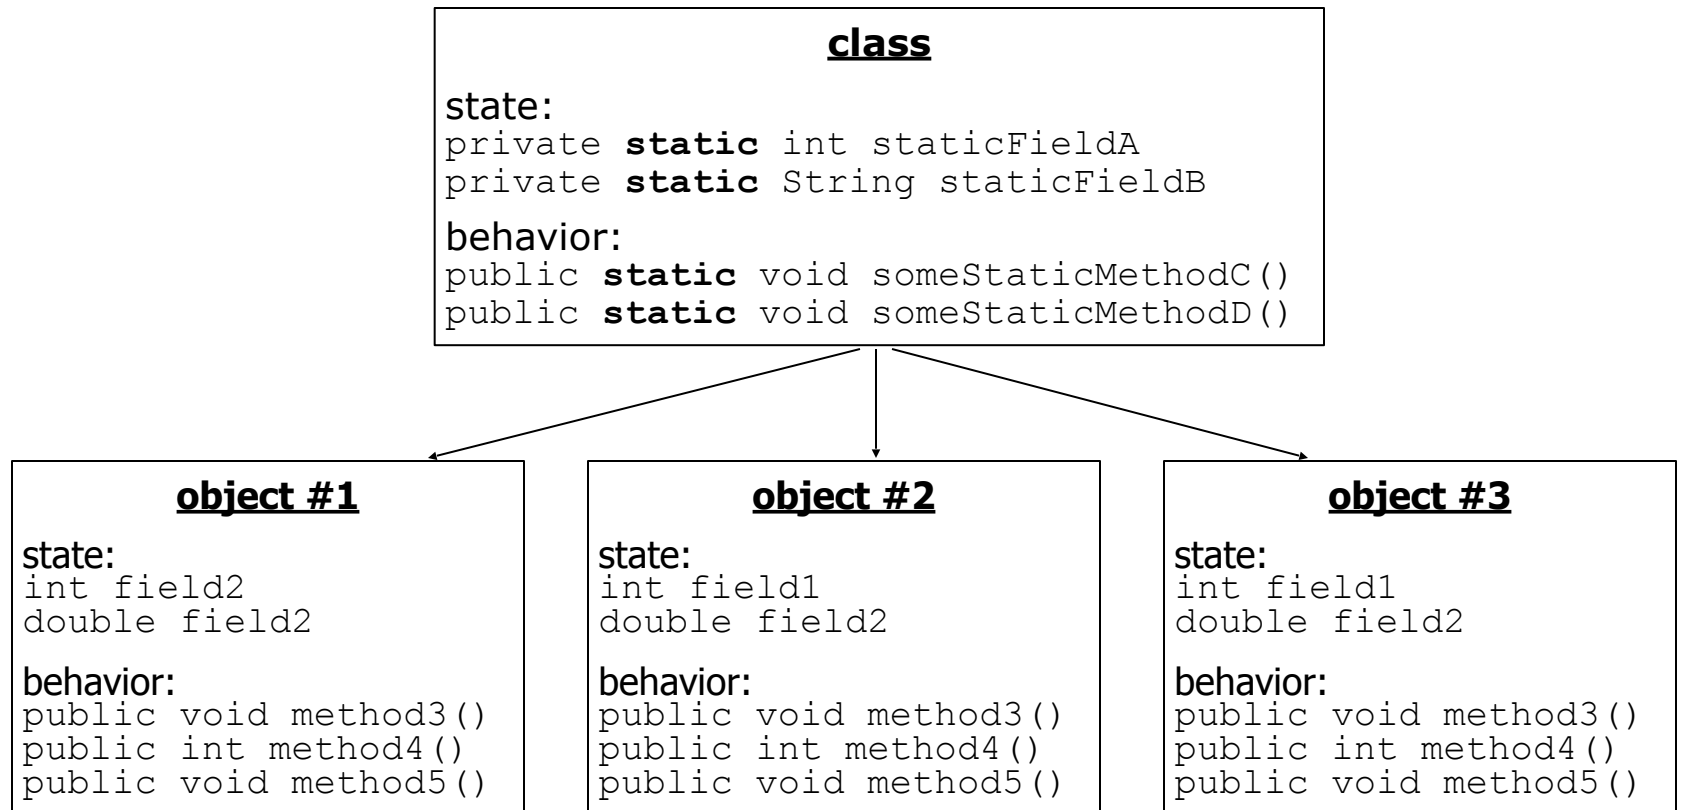 class
state:
private static int staticFieldA
private static String staticFieldB
behavior:
public static void someStaticMethodC()
public static void someStaticMethodD()
object #1
state:
int field2
double field2
behavior:
public void method3()
public int method4()
public void method5()
object #2
state:
int field1
double field2
behavior:
public void method3()
public int method4()
public void method5()
object #3
state:
int field1
double field2
behavior:
public void method3()
public int method4()
public void method5()